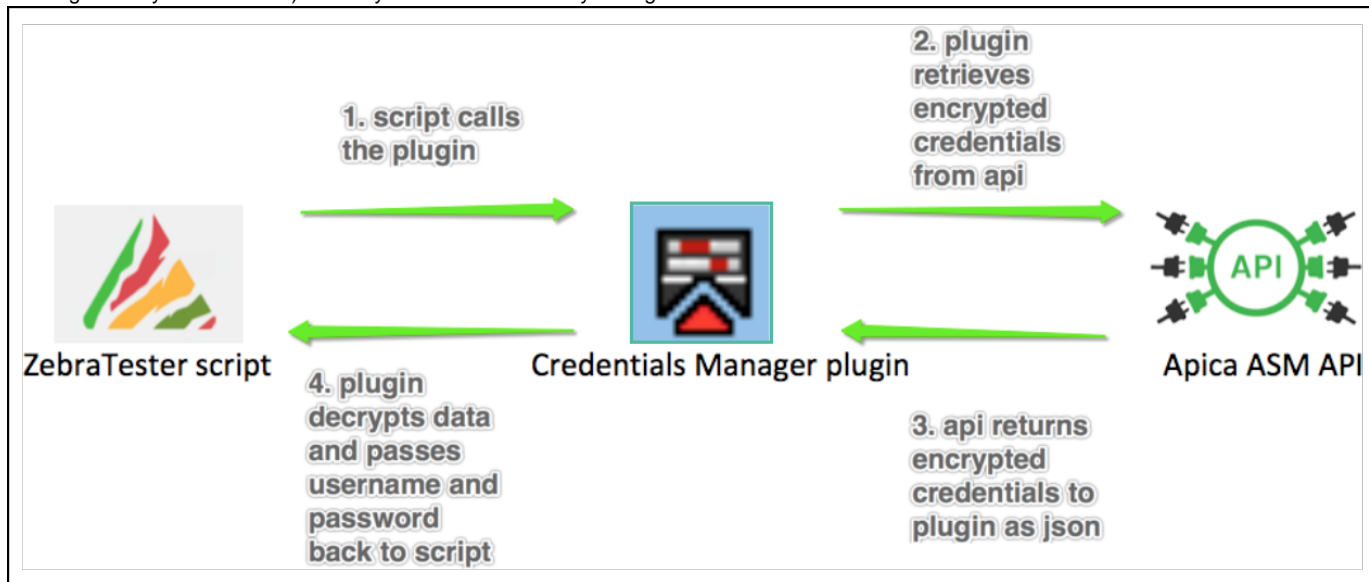 1. script calls
the plugin
2. plugin
retrieves
encrypted
credentials
from api
API
ZebraTester script
Credentials Manager plugin
Apica ASM API
4. plugin
decrypts data
and passes
username and
password
back to script
3. api returns
encrypted
credentials to
plugin as json